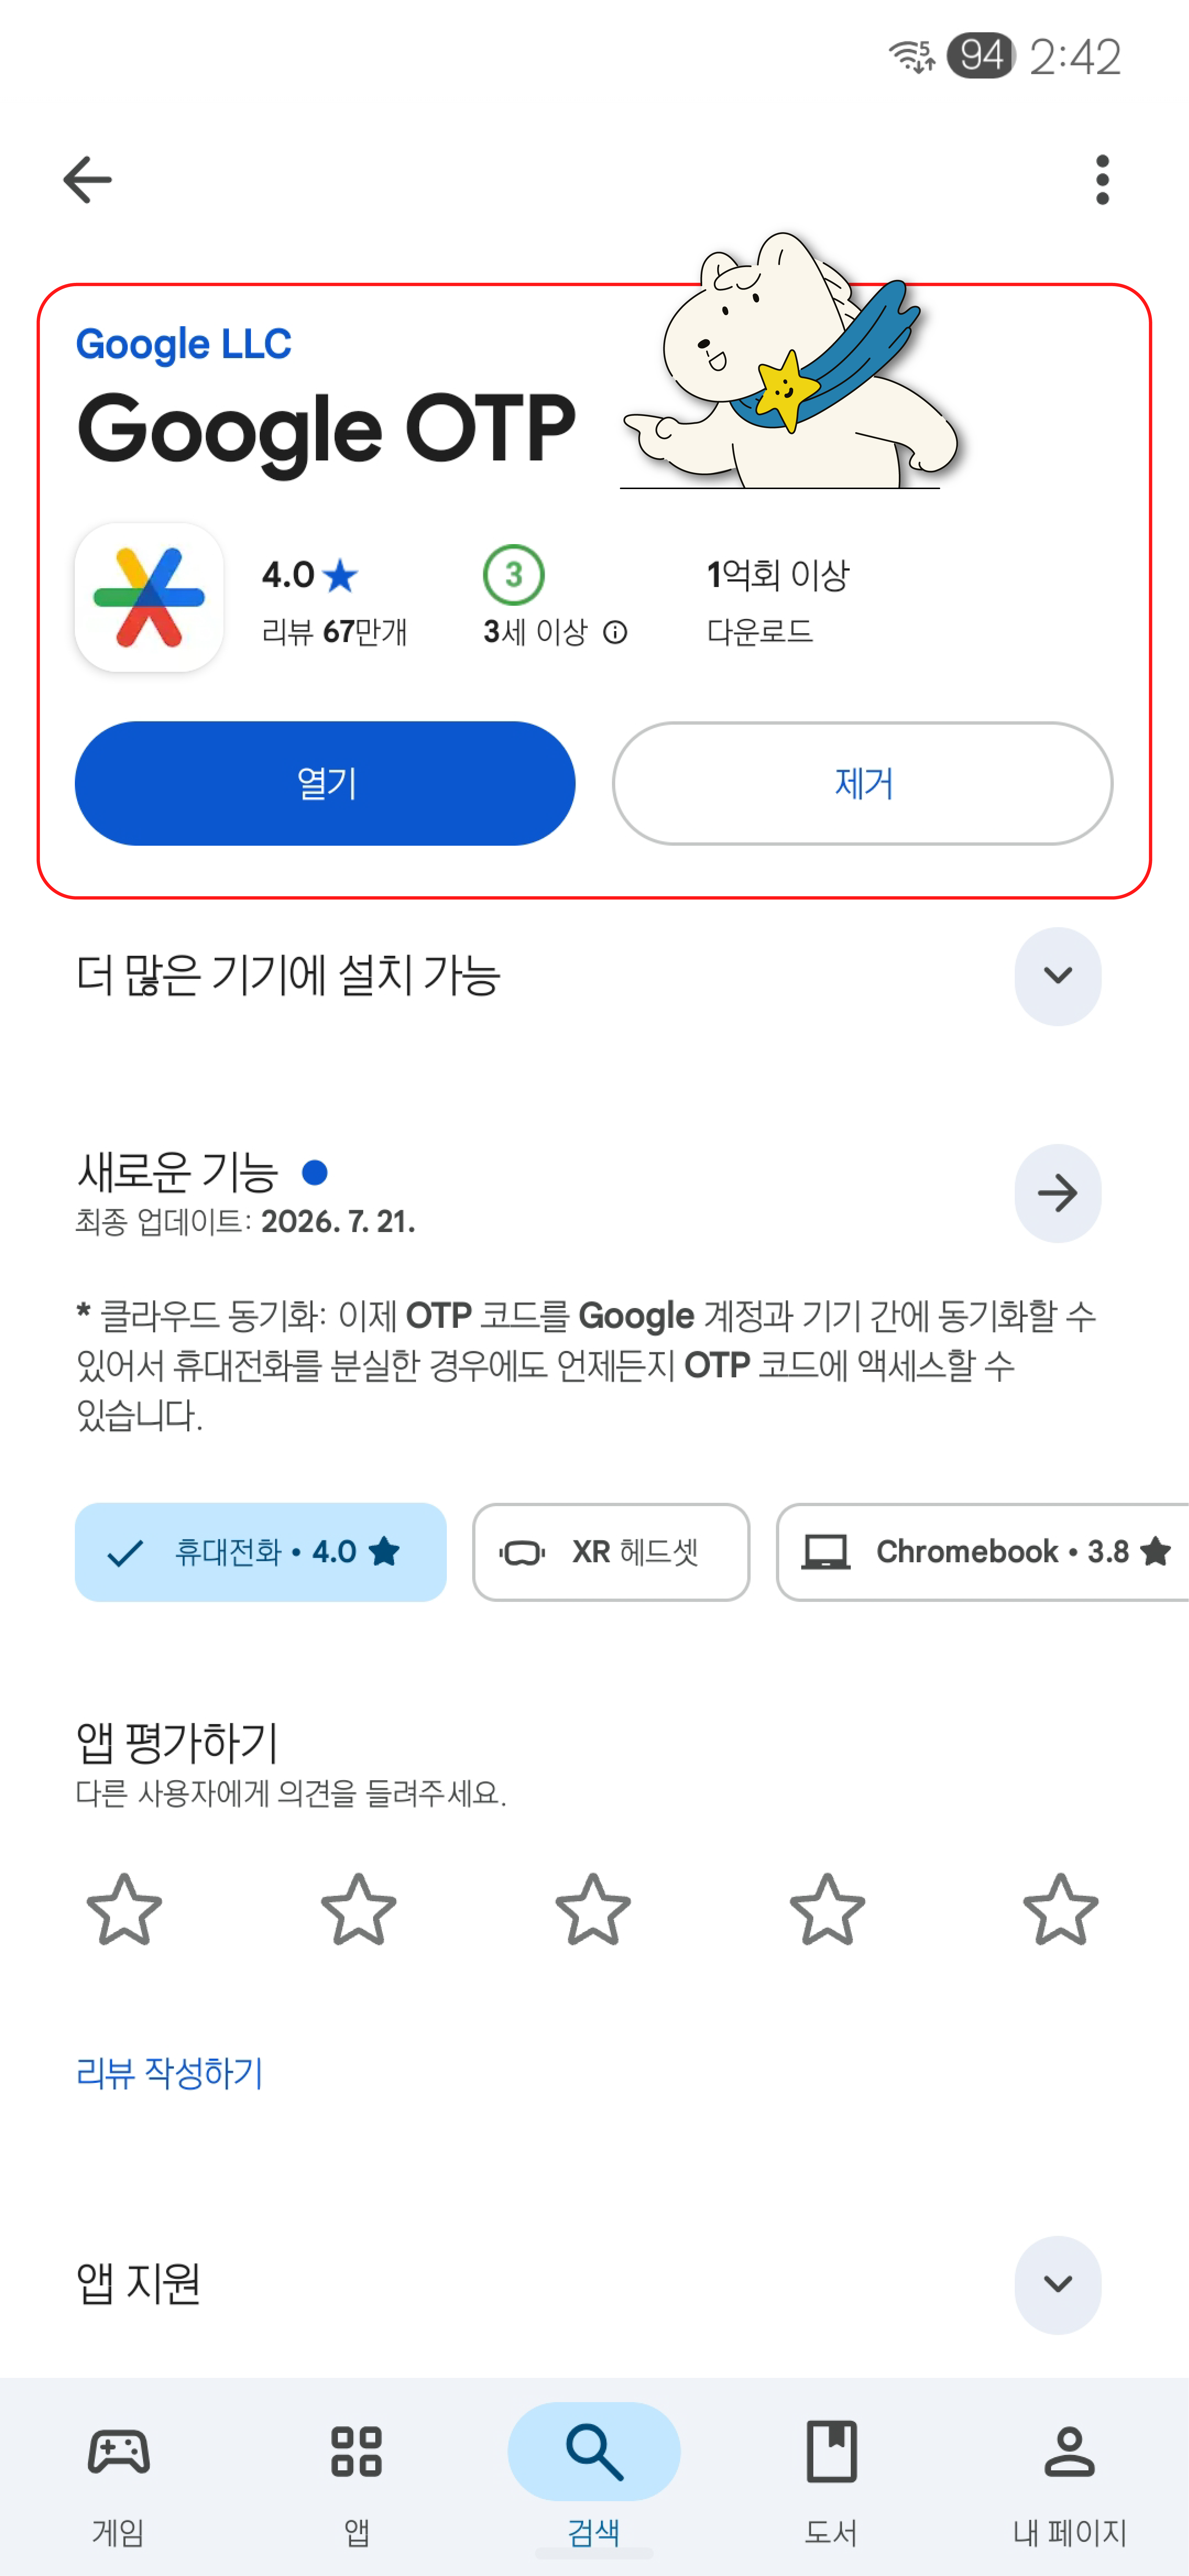 5 94 2:42
Google LLC
Google OTP
4.0★
리뷰 67만개
3
3세 이상
1억회 이상
다운로드
열기
제거
더 많은 기기에 설치 가능
새로운 기능
최종 업데이트: 2026. 7. 21.
* 클라우드 동기화: 이제 OTP 코드를 Google 계정과 기기 간에 동기화할 수
있어서 휴대전화를 분실한 경우에도 언제든지 OTP 코드에 액세스할 수
있습니다.
휴대전화 • 4.0 ★
XR 헤드셋
Chromebook • 3.8 ★
앱 평가하기
다른 사용자에게 의견을 들려주세요.
리뷰 작성하기
앱 지원
게임
앱
검색
도서
내 페이지